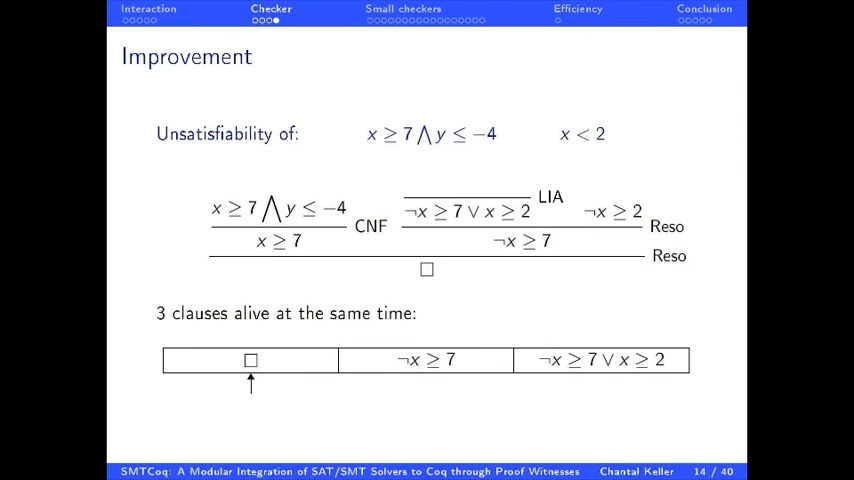 Interaction Checker Small checkers Efficiency Conclusion
Improvement
Unsatisfiability of: x ≥ 7 ⋀ y ≤ −4 x < 2
x ≥ 7 ⋀ y ≤ −4 ¬x ≥ 7 ∨ x ≥ 2 LIA ¬x ≥ 2
x ≥ 7 CNF ¬x ≥ 7 Reso
□ Reso
3 clauses alive at the same time:
□ ¬x ≥ 7 ¬x ≥ 7 ∨ x ≥ 2
SMTCoq: A Modular Integration of SAT/SMT Solvers to Coq through Proof Witnesses Chantal Keller 14 / 40